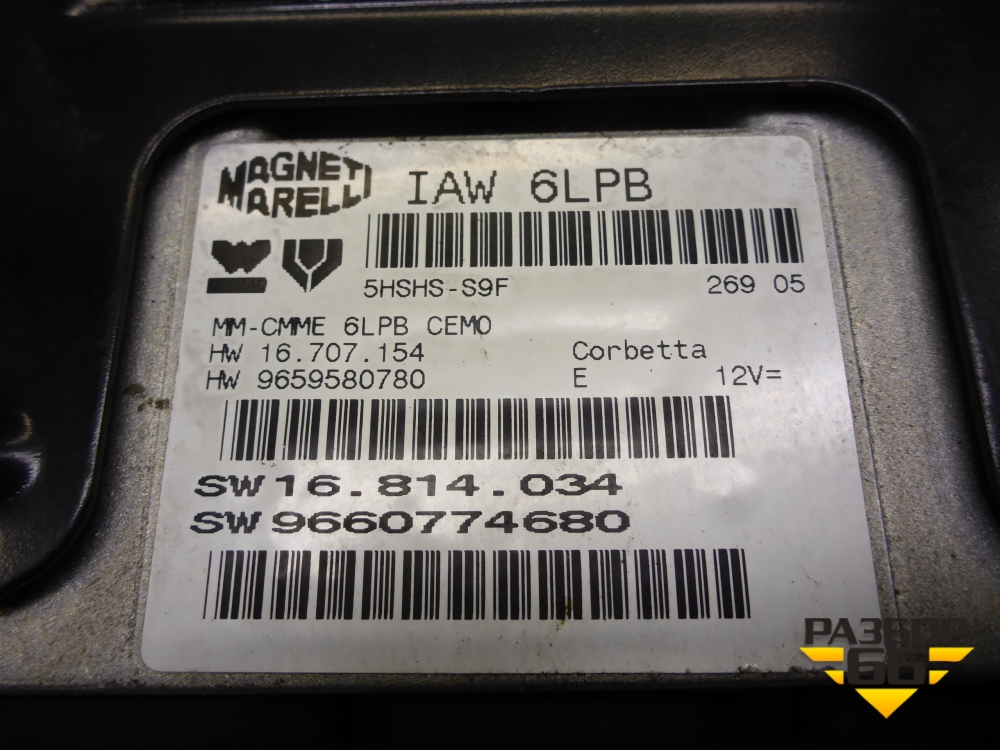 MAGNETI
MARELLI
IAW 6LPB
5HSHS-S9F 269 05
MM-CMME 6LPB CEM0
HW 16.707.154 Corbetta
HW 9659580780 E 12V=
SW 16.814.034
SW 9660774680
РАЗБОР
66